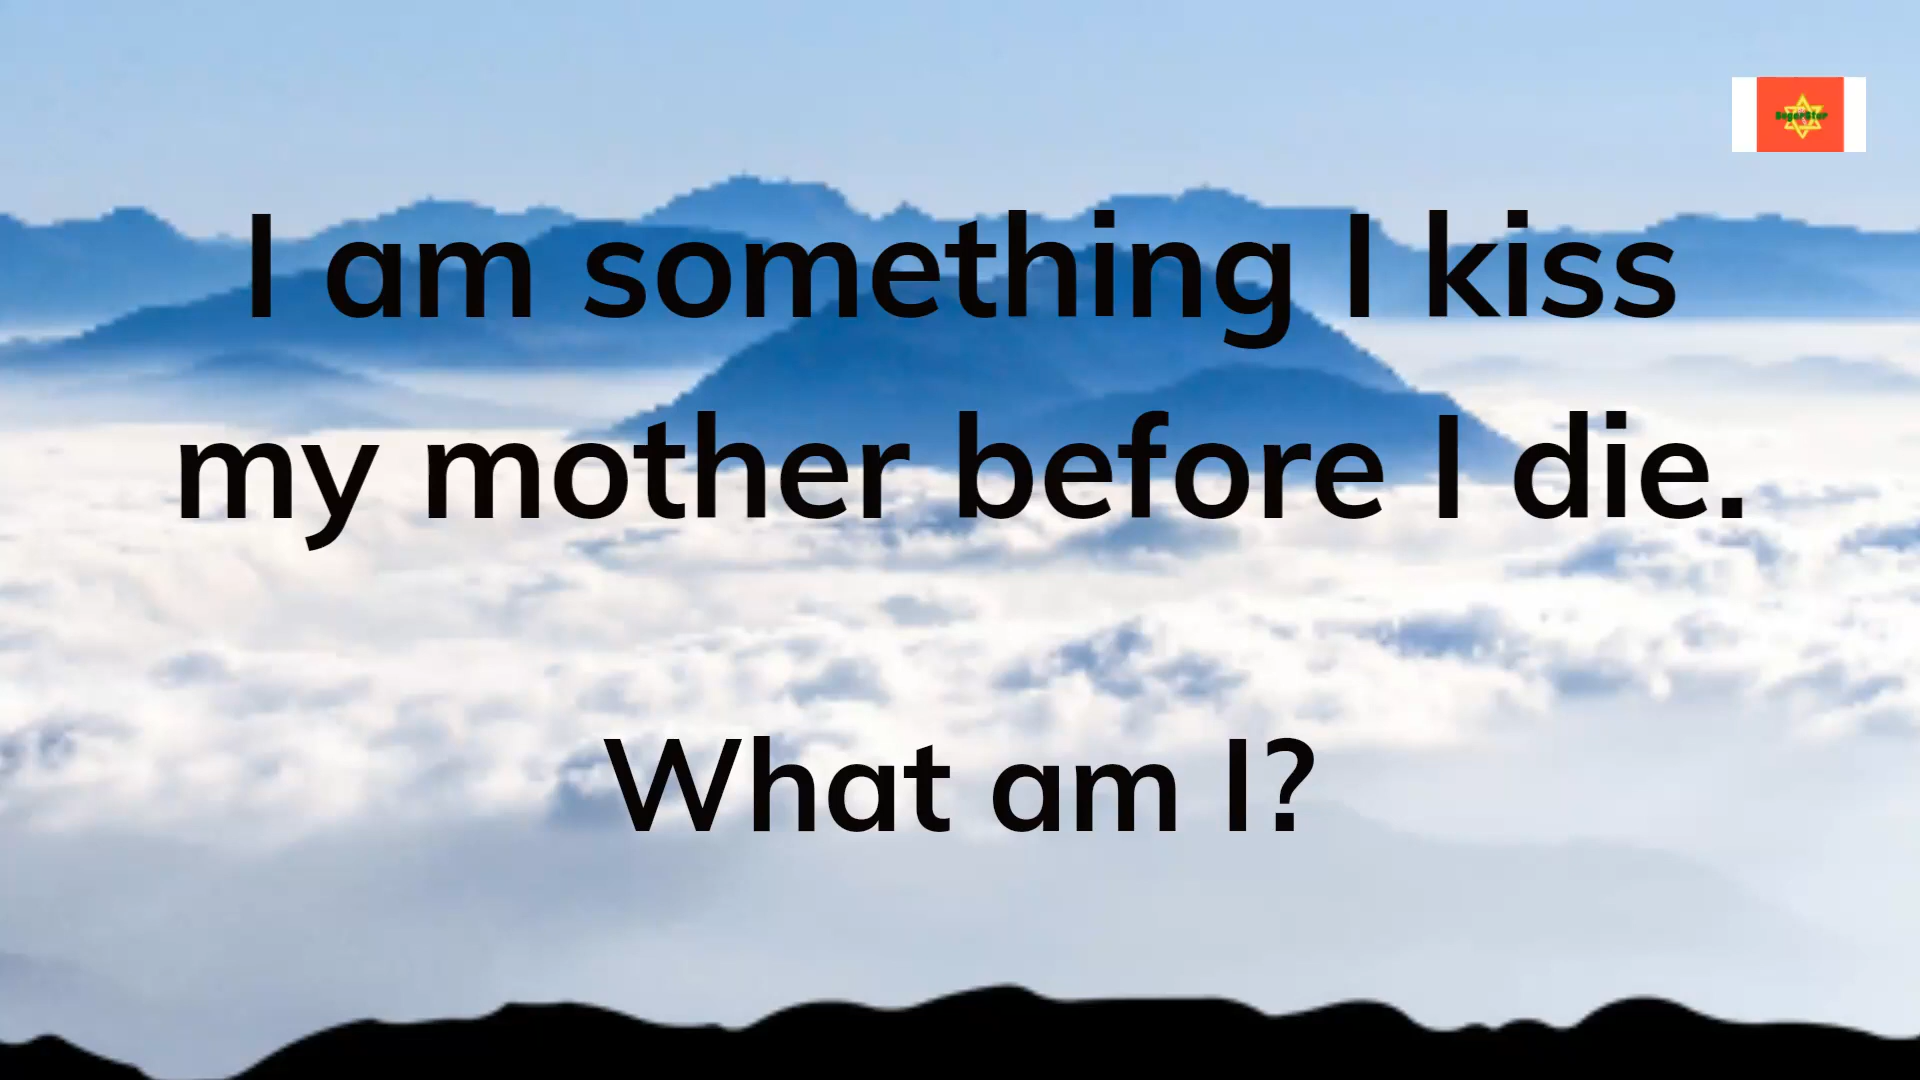 I am something I kiss
my mother before I die.
What am I?